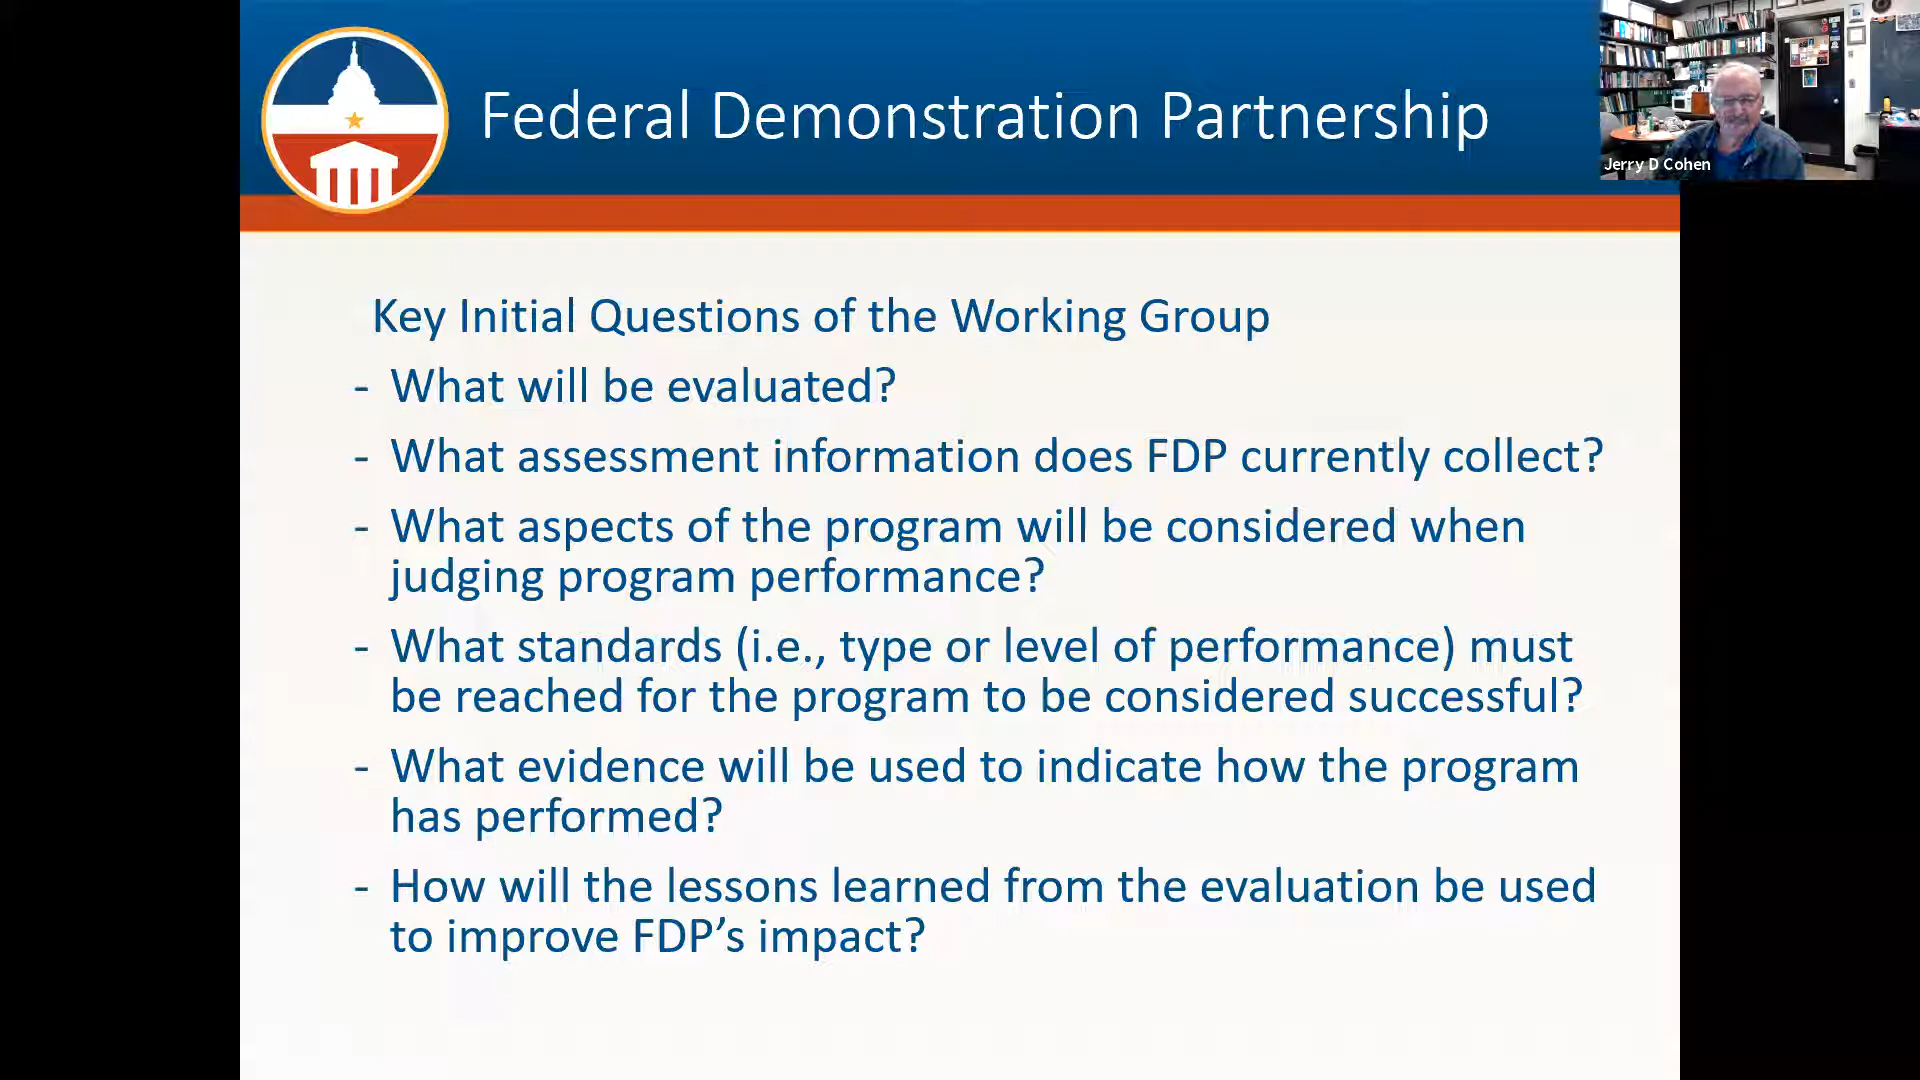 Federal Demonstration Partnership
Jerry D Cohen
Key Initial Questions of the Working Group
- What will be evaluated?
- What assessment information does FDP currently collect?
- What aspects of the program will be considered when
judging program performance?
- What standards (i.e., type or level of performance) must
be reached for the program to be considered successful?
- What evidence will be used to indicate how the program
has performed?
- How will the lessons learned from the evaluation be used
to improve FDP’s impact?